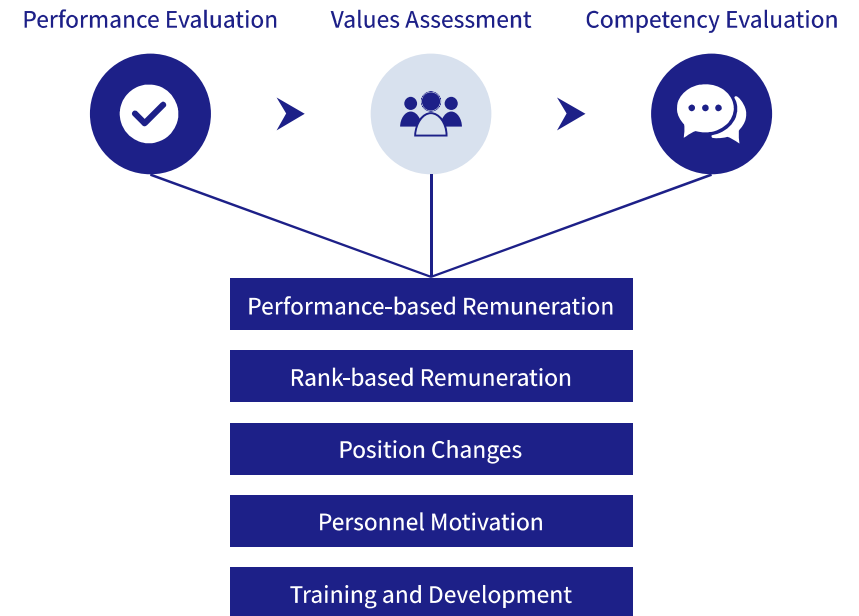 Performance Evaluation
Values Assessment
Competency Evaluation
Performance-based Remuneration
Rank-based Remuneration
Position Changes
Personnel Motivation
Training and Development